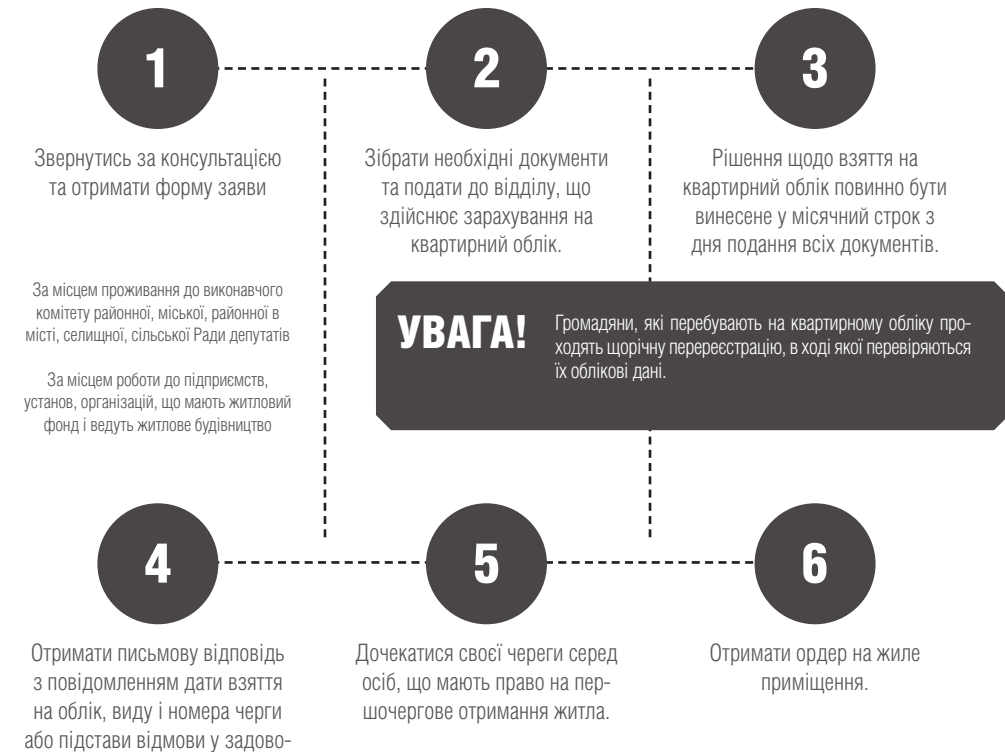 1
Звернутись за консультацією
та отримати форму заяви
За місцем проживання до виконавчого
комітету районної, міської, районної в
місті, селищної, сільської Ради депутатів
За місцем роботи до підприємств,
установ, організацій, що мають житловий
фонд і ведуть житлове будівництво
2
Зібрати необхідні документи
та подати до відділу, що
здійснює зарахування на
квартирний облік.
3
Рішення щодо взяття на
квартирний облік повинно бути
винесене у місячний строк з
дня подання всіх документів.
УВАГА!
Громадяни, які перебувають на квартирному обліку про-
ходять щорічну перереєстрацію, в ході якої перевіряються
їх облікові дані.
4
Отримати письмову відповідь
з повідомленням дати взяття
на облік, виду і номера черги
або підстави відмови у задово-
5
Дочекатися своєї череги серед
осіб, що мають право на пер-
шочергове отримання житла.
6
Отримати ордер на жиле
приміщення.